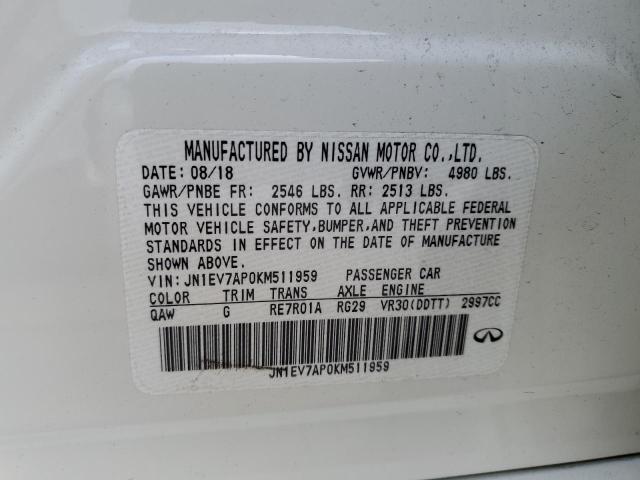 MANUFACTURED BY NISSAN MOTOR CO.,LTD.
DATE: 08/18 GVWR/PNBV: 4980 LBS.
GAWR/PNBE FR: 2546 LBS. RR: 2513 LBS.
THIS VEHICLE CONFORMS TO ALL APPLICABLE FEDERAL
MOTOR VEHICLE SAFETY,BUMPER,AND THEFT PREVENTION
STANDARDS IN EFFECT ON THE DATE OF MANUFACTURE
SHOWN ABOVE.
VIN:JN1EV7AP0KM511959 PASSENGER CAR
COLOR TRIM TRANS AXLE ENGINE
QAW G RE7R01A RG29 VR30(DDTT) 2997CC
JN1EV7AP0KM511959